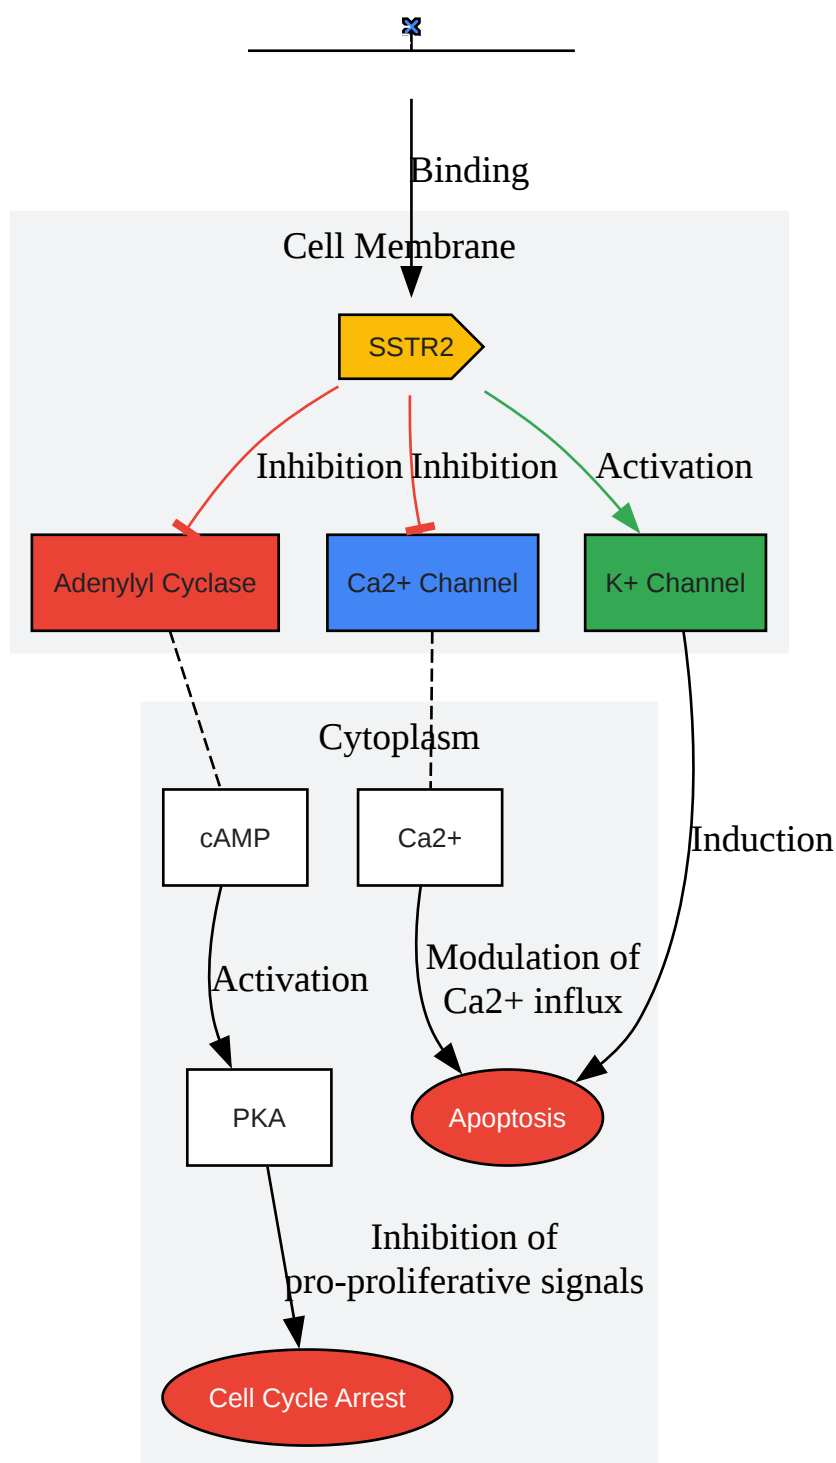 Binding
Cell Membrane
SSTR2
Inhibition
Inhibition
Activation
Adenylyl Cyclase
Ca2+ Channel
K+ Channel
Cytoplasm
cAMP
Ca2+
Induction
Activation
Modulation of
Ca2+ influx
PKA
Apoptosis
Inhibition of
pro-proliferative signals
Cell Cycle Arrest